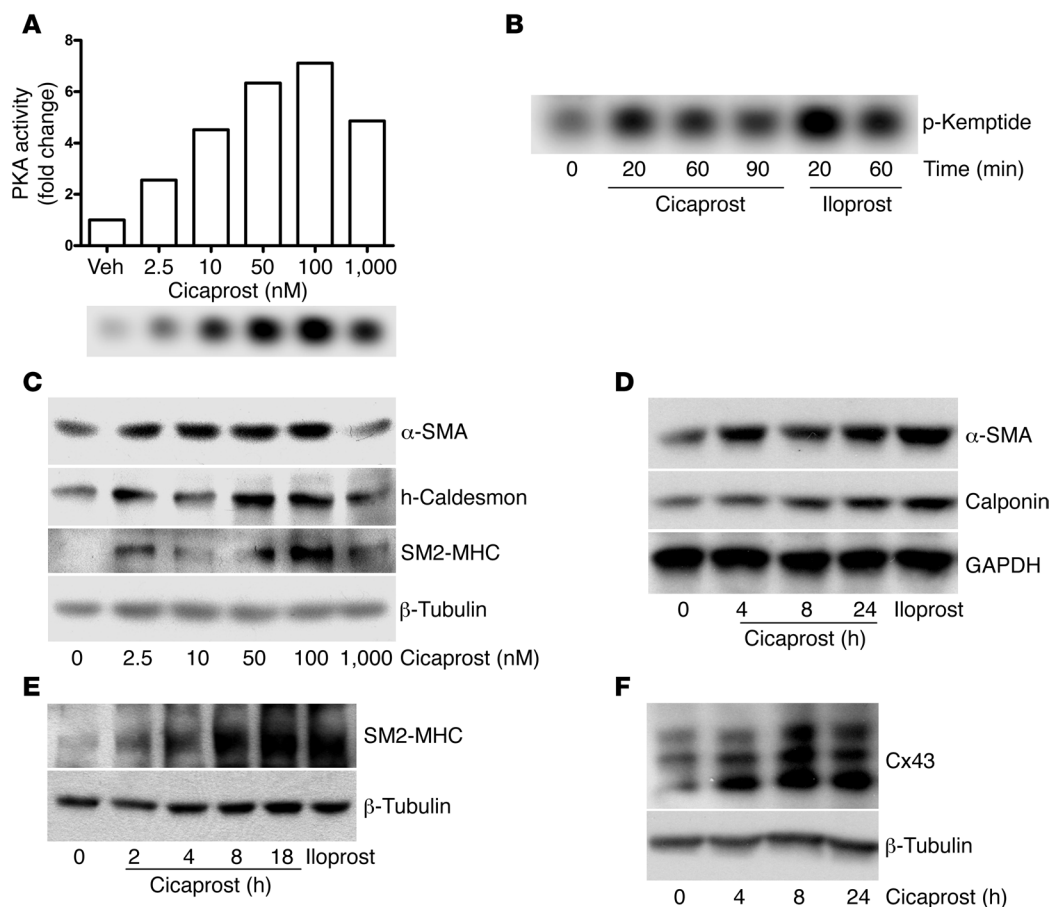 A
8
6
4
2
0
PKA activity
(fold change)
Veh 2.5 10 50 100 1,000
Cicaprost (nM)
B
p-Kemptide
0 20 60 90 20 60 Time (min)
Cicaprost Iloprost
C
α-SMA
h-Caldesmon
SM2-MHC
β-Tubulin
0 2.5 10 50 100 1,000 Cicaprost (nM)
D
α-SMA
Calponin
GAPDH
0 4 8 24 Iloprost
Cicaprost (h)
E
SM2-MHC
β-Tubulin
0 2 4 8 18 Iloprost
Cicaprost (h)
F
Cx43
β-Tubulin
0 4 8 24 Cicaprost (h)